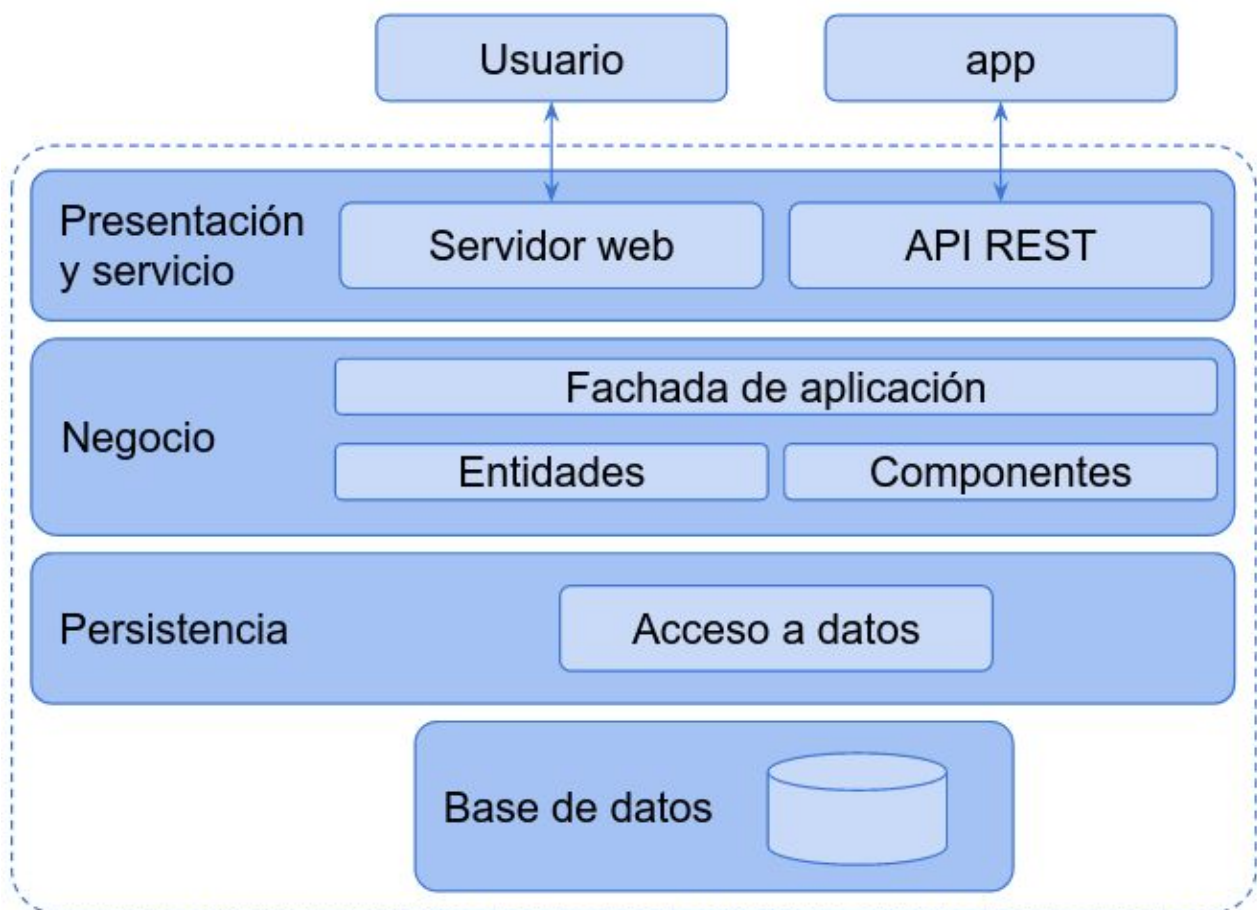 Usuario
app
Presentación
y servicio
Servidor web
API REST
Negocio
Fachada de aplicación
Entidades
Componentes
Persistencia
Acceso a datos
Base de datos